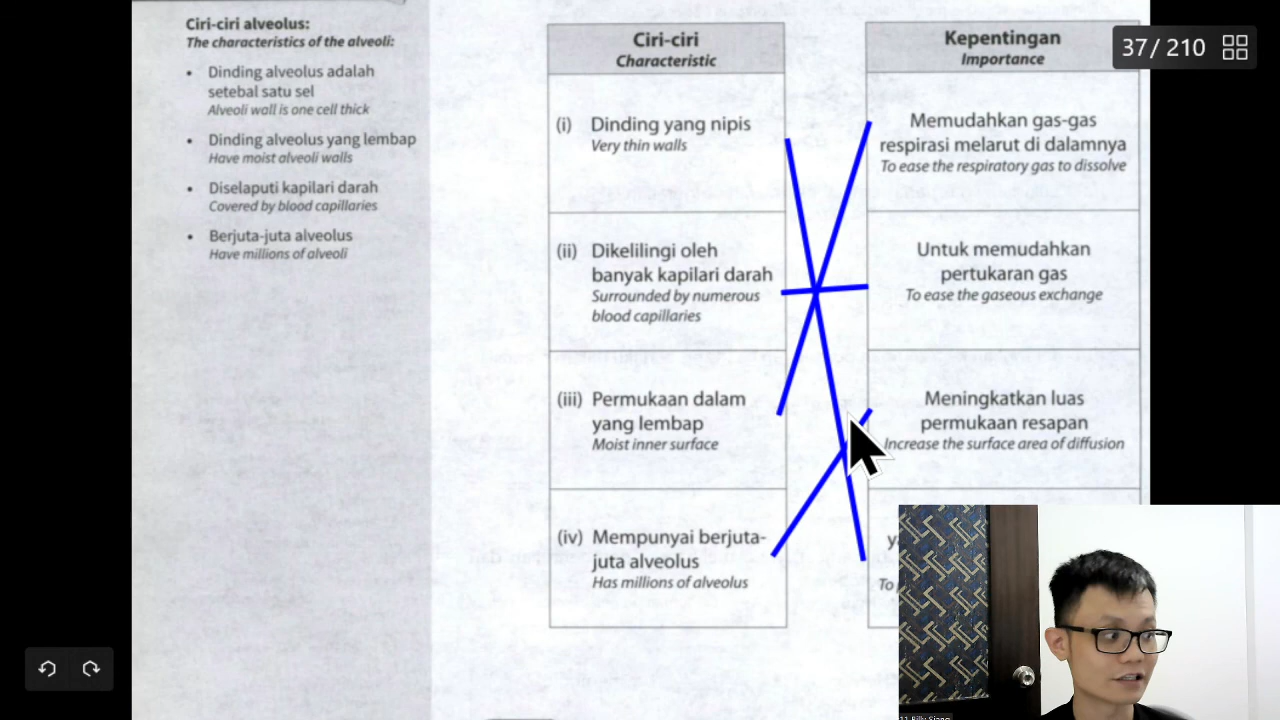 Ciri-ciri alveolus:
The characteristics of the alveoli:
• Dinding alveolus adalah
setebal satu sel
Alveoli wall is one cell thick
• Dinding alveolus yang lembap
Have moist alveoli walls
• Diselaputi kapilari darah
Covered by blood capillaries
• Berjuta-juta alveolus
Have millions of alveoli
Ciri-ciri
Characteristic
(i) Dinding yang nipis
Very thin walls
(ii) Dikelilingi oleh
banyak kapilari darah
Surrounded by numerous
blood capillaries
(iii) Permukaan dalam
yang lembap
Moist inner surface
(iv) Mempunyai berjuta-
juta alveolus
Has millions of alveolus
Kepentingan
Importance
Memudahkan gas-gas
respirasi melarut di dalamnya
To ease the respiratory gas to dissolve
Untuk memudahkan
pertukaran gas
To ease the gaseous exchange
Meningkatkan luas
permukaan resapan
Increase the surface area of diffusion
To
37/ 210